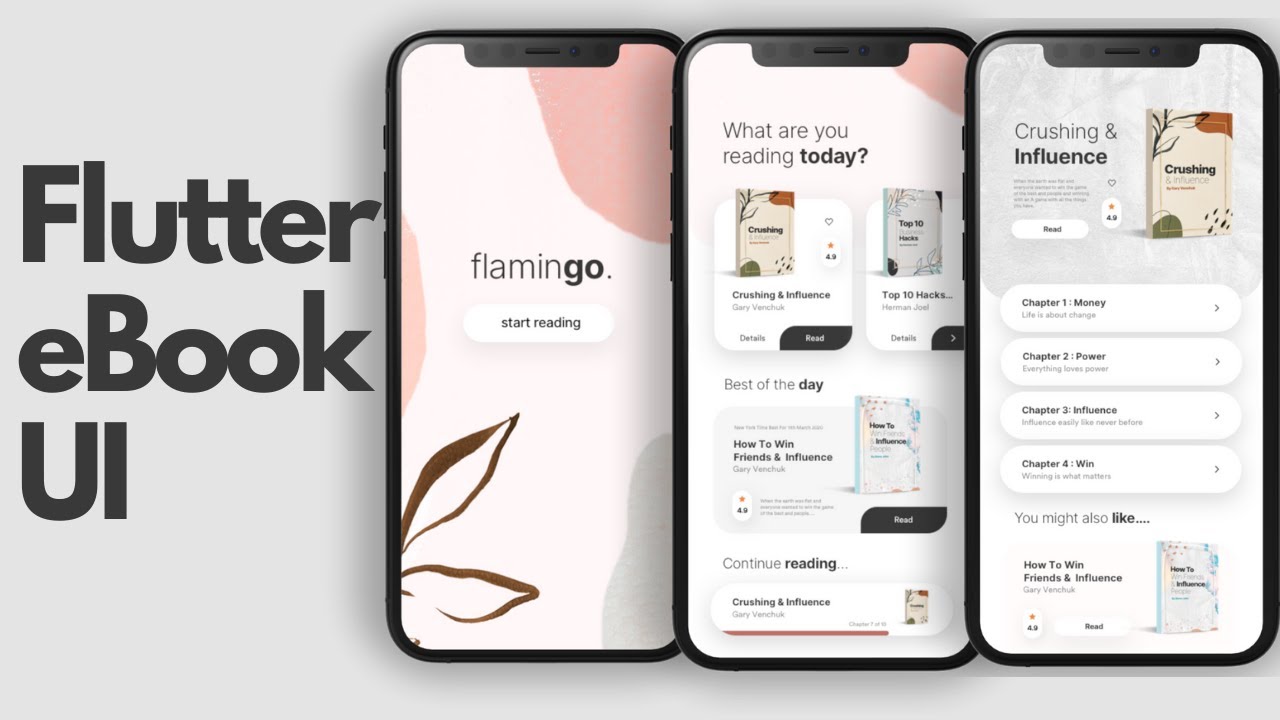 Flutter
eBook
UI
flamingo.
start reading
What are you
reading today?
Crushing
& Influence
By Gary Venchuk
4.9
Crushing & Influence
Gary Venchuk
Details
Read
Top 10
Business
Hacks
Herman Joel
Top 10 Hacks...
Herman Joel
Details
Best of the day
New York Time Best For 11th March 2020
How To Win
Friends & Influence
Gary Venchuk
4.9
When the earth was flat and
everyone wanted to win the game
of the best and people....
How To
Win Friends
& Influence
People
Read
Continue reading...
Crushing & Influence
Gary Venchuk
Chapter 7 of 10
Crushing
Crushing &
Influence
When the earth was flat and
everyone wanted to win the game
of the best and people and winning
with as A game with all the things
you have.
4.9
Read
Crushing
& Influence
By Gary Venchuk
Chapter 1 : Money
Life is about change
Chapter 2 : Power
Everything loves power
Chapter 3: Influence
Influence easily like never before
Chapter 4 : Win
Winning is what matters
You might also like....
How To Win
Friends & Influence
Gary Venchuk
4.9
Read
How To
Win Friends
& Influence
People